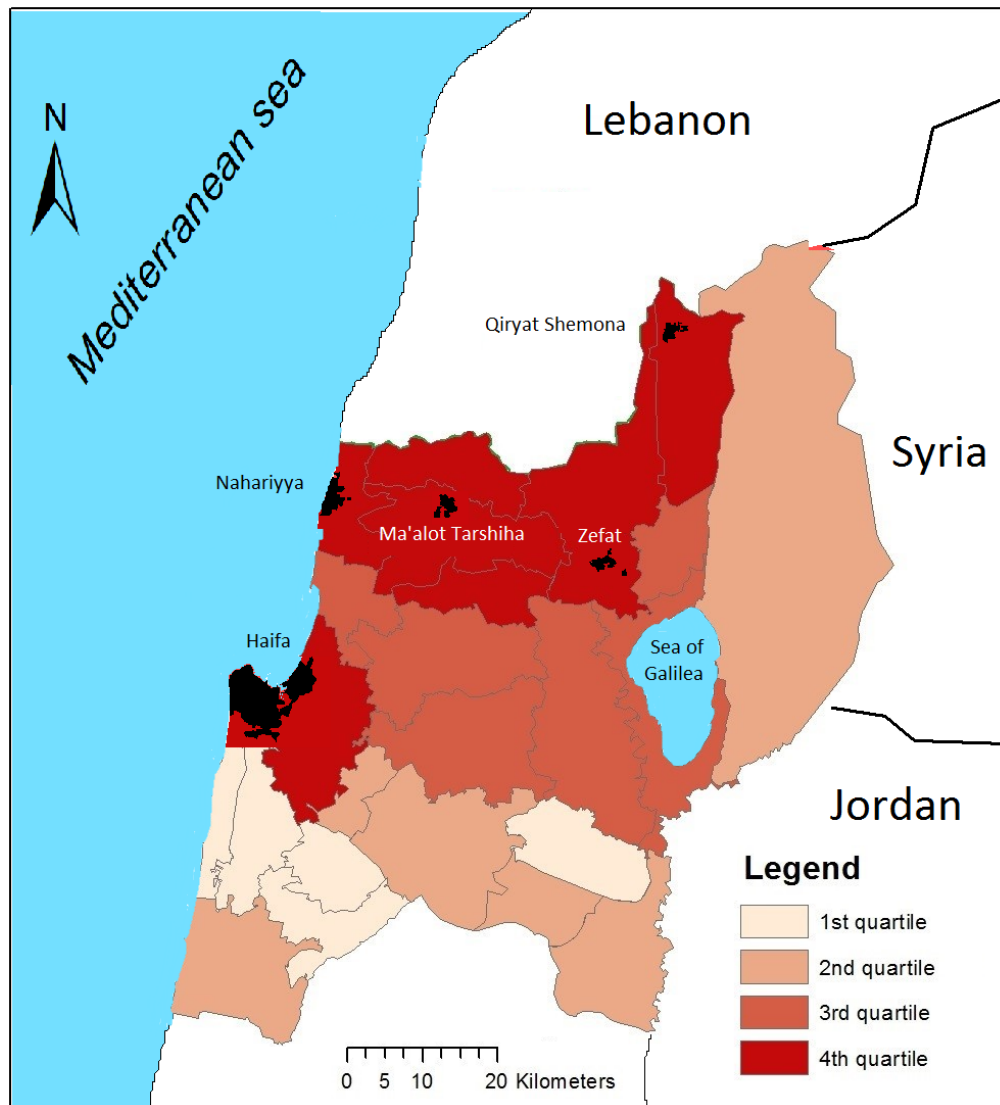 Lebanon
N
Mediterranean sea
Qiryat Shemona
Syria
Nahariyya
Ma'alot Tarshiha
Zefat
Haifa
Sea of
Galilea
Jordan
Legend
1st quartile
2nd quartile
3rd quartile
4th quartile
0 5 10 20 Kilometers